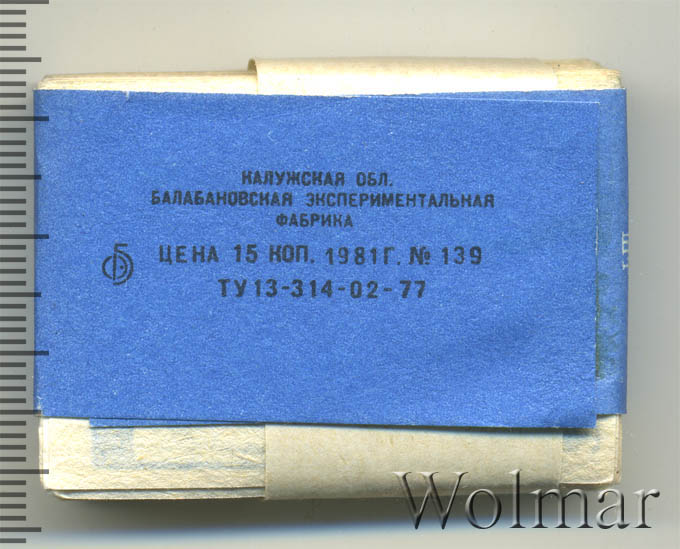 КАЛУЖСКАЯ ОБЛ.
БАЛАБАНОВСКАЯ ЭКСПЕРИМЕНТАЛЬНАЯ
ФАБРИКА
ЦЕНА 15 КОП. 1981Г. № 139
ТУ13-314-02-77
Wolmar